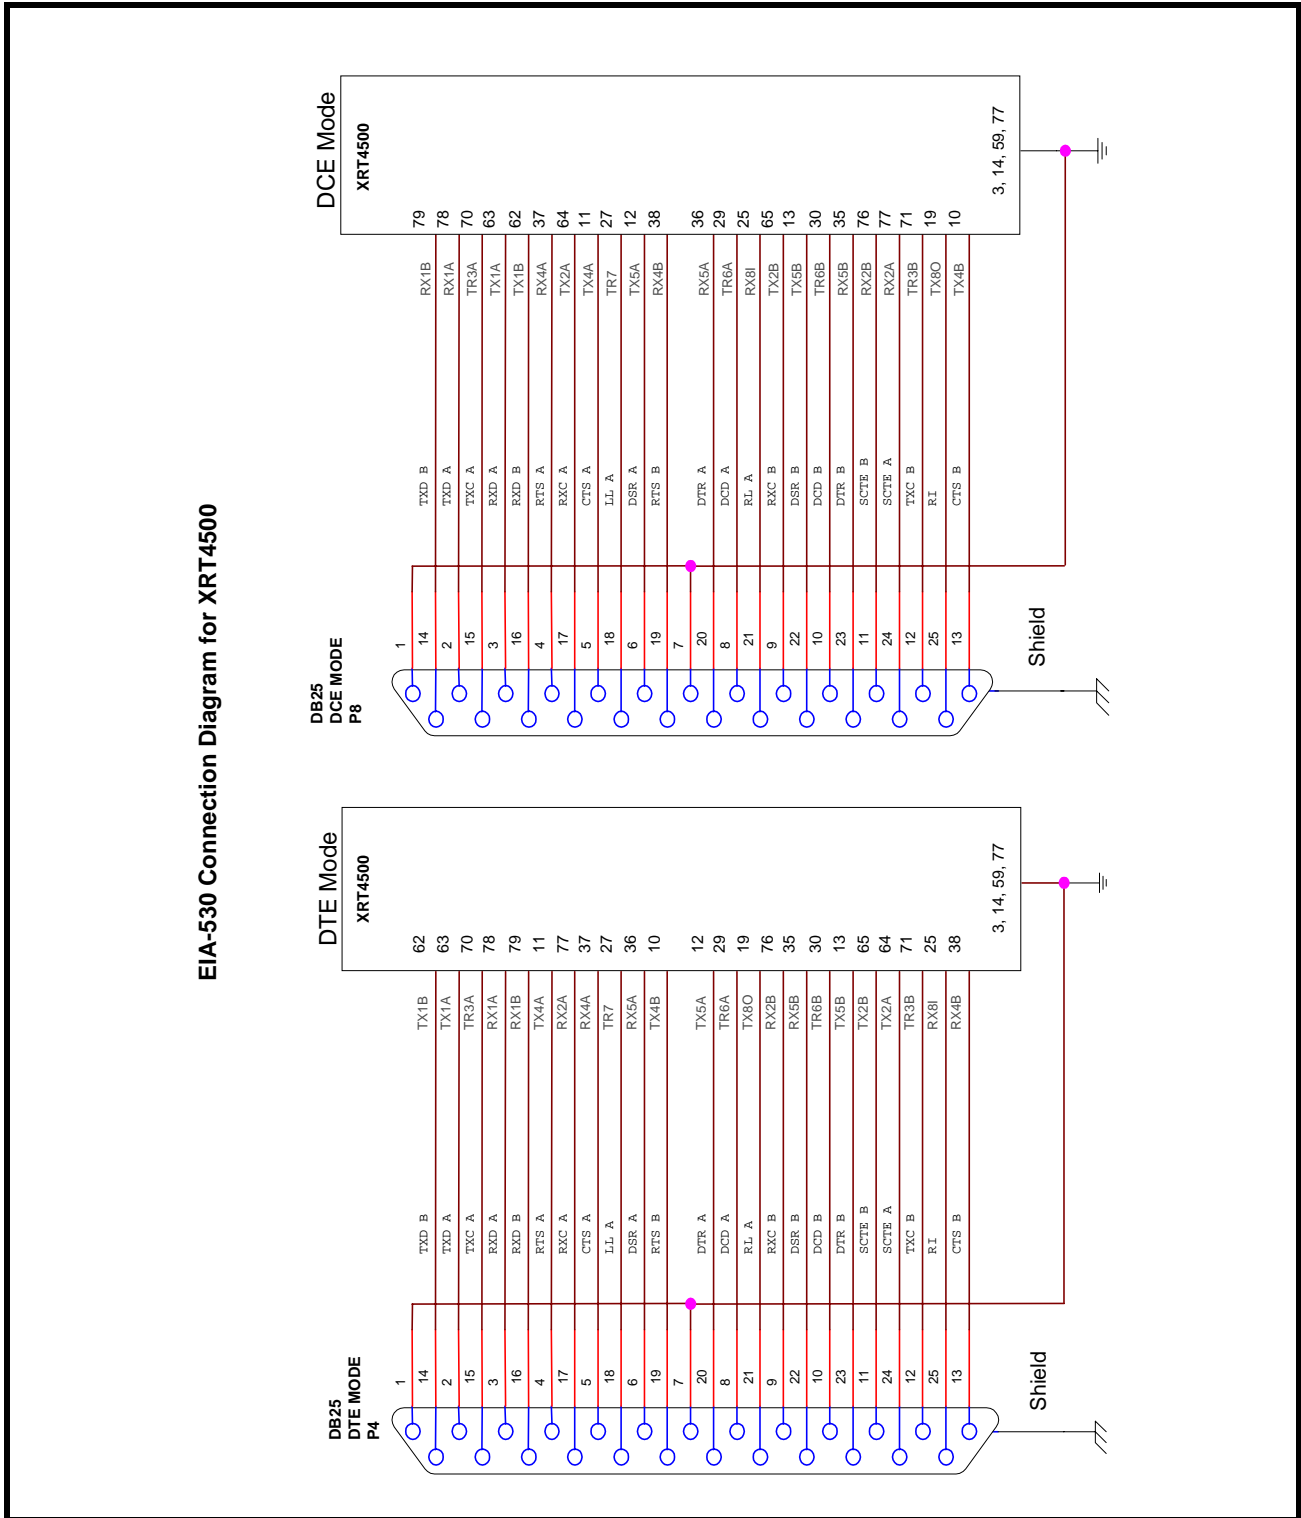 EIA-530 Connection Diagram for XRT4500
DCE Mode
XRT4500
3, 14, 59, 77
79
78
70
63
62
37
64
11
27
12
38
36
29
25
65
13
30
35
76
77
71
19
10
RX1B
RX1A
TR3A
TX1A
TX1B
RX4A
TX2A
TX4A
TR7
TX5A
RX4B
RX5A
TR6A
RX8I
TX2B
TX5B
TR6B
RX5B
RX2B
RX2A
TR3B
TX8O
TX4B
TXD B
TXD A
TXC A
RXD A
RXD B
RTS A
RXC A
CTS A
LL A
DSR A
RTS B
DTR A
DCD A
RL A
RXC B
DSR B
DCD B
DTR B
SCTE B
SCTE A
TXC B
RI
CTS B
1
14
2
15
3
16
4
17
5
18
6
19
7
20
8
21
9
22
10
23
11
24
12
25
13
Shield
DB25
DCE MODE
P8
DTE Mode
XRT4500
3, 14, 59, 77
62
63
70
78
79
11
77
37
27
36
10
12
29
19
76
35
30
13
65
64
71
25
38
TX1B
TX1A
TR3A
RX1A
RX1B
TX4A
RX2A
RX4A
TR7
RX5A
TX4B
TX5A
TR6A
TX8O
RX2B
RX5B
TR6B
TX5B
TX2B
TX2A
TR3B
RX8I
RX4B
TXD B
TXD A
TXC A
RXD A
RXD B
RTS A
RXC A
CTS A
LL A
DSR A
RTS B
DTR A
DCD A
RL A
RXC B
DSR B
DCD B
DTR B
SCTE B
SCTE A
TXC B
RI
CTS B
1
14
2
15
3
16
4
17
5
18
6
19
7
20
8
21
9
22
10
23
11
24
12
25
13
Shield
DB25
DTE MODE
P4